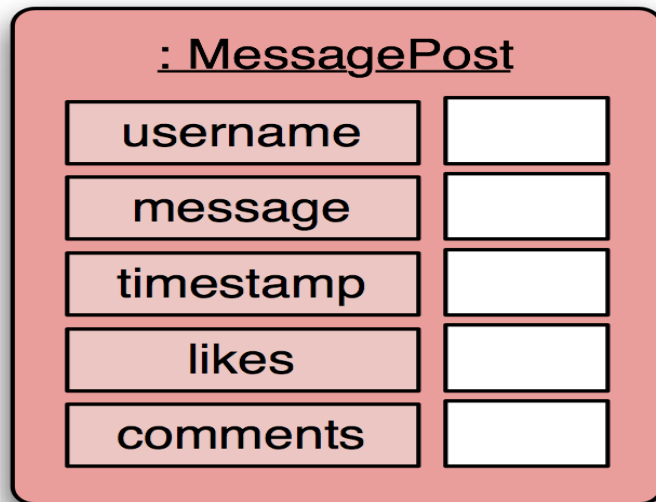 : MessagePost
username
message
timestamp
likes
comments